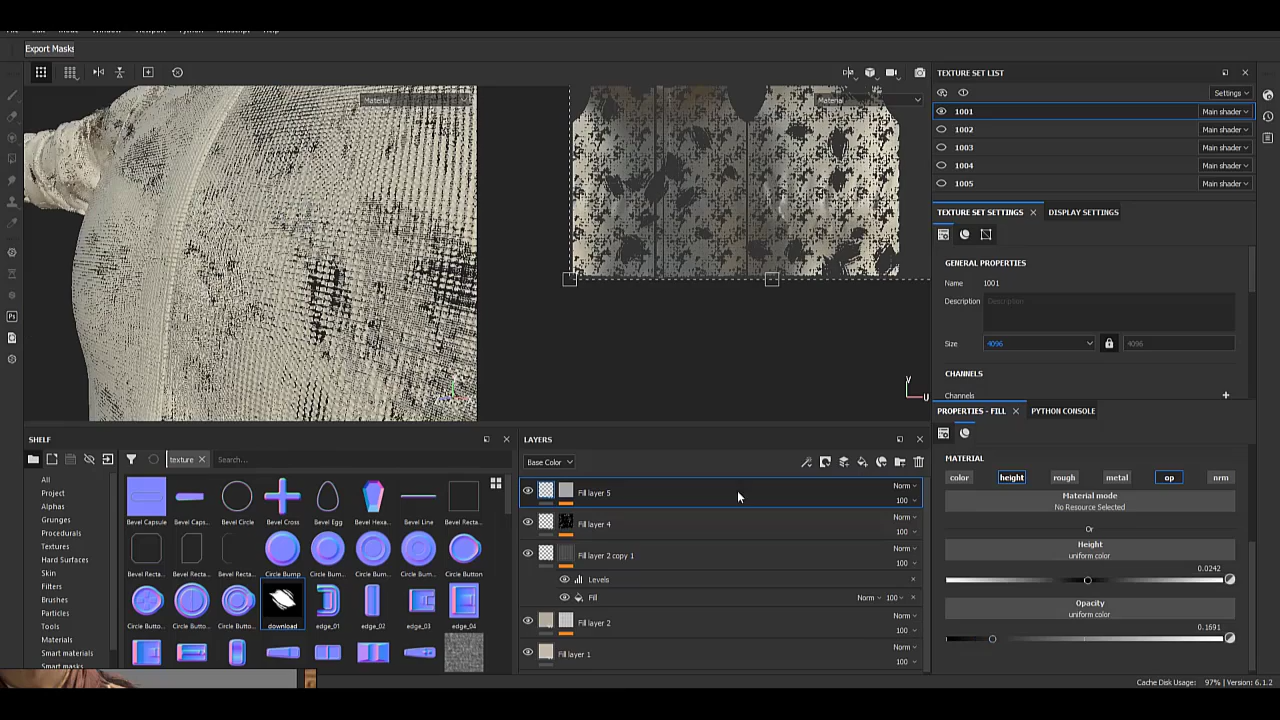 Export Masks
Material
Material
TEXTURE SET LIST
Settings
1001 Main shader
1002 Main shader
1003 Main shader
1004 Main shader
1005 Main shader
TEXTURE SET SETTINGS DISPLAY SETTINGS
GENERAL PROPERTIES
Name 1001
Description Description
Size 4096 4096
CHANNELS
Channels
PROPERTIES - FILL PYTHON CONSOLE
MATERIAL
color height rough metal op nrm
Material mode
No Resource Selected
Or
Height
uniform color
0.0242
Opacity
uniform color
0.1691
SHELF
texture Search...
All
Project
Alphas
Grunges
Procedurals
Textures
Hard Surfaces
Skin
Filters
Brushes
Particles
Tools
Materials
Smart materials
Smart masks
Bevel Capsule Bevel Caps... Bevel Circle Bevel Cross Bevel Egg Bevel Hexa... Bevel Line Bevel Recta...
Bevel Recta... Bevel Recta... Bevel Recta... Circle Bump Circle Bum... Circle Bum... Circle Bum... Circle Button
Circle Butto... Circle Butto... Circle Butto... download edge_01 edge_02 edge_03 edge_04
LAYERS
Base Color
Fill layer 5 Norm 100
Fill layer 4 Norm 100
Fill layer 2 copy 1 Norm 100
Levels
Fill Norm 100
Fill layer 2 Norm 100
Fill layer 1 Norm 100
V
U
Ps
Cache Disk Usage: 97% | Version: 6.1.2